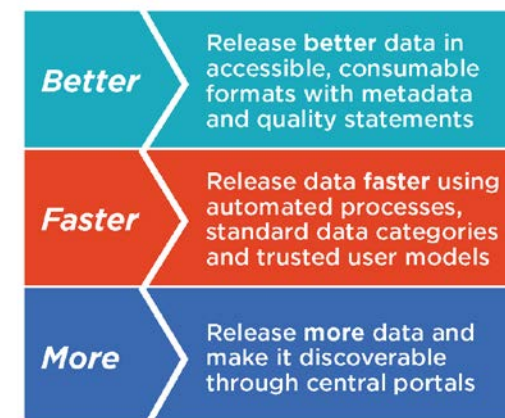 Better
Release better data in
accessible, consumable
formats with metadata
and quality statements
Faster
Release data faster using
automated processes,
standard data categories
and trusted user models
More
Release more data and
make it discoverable
through central portals